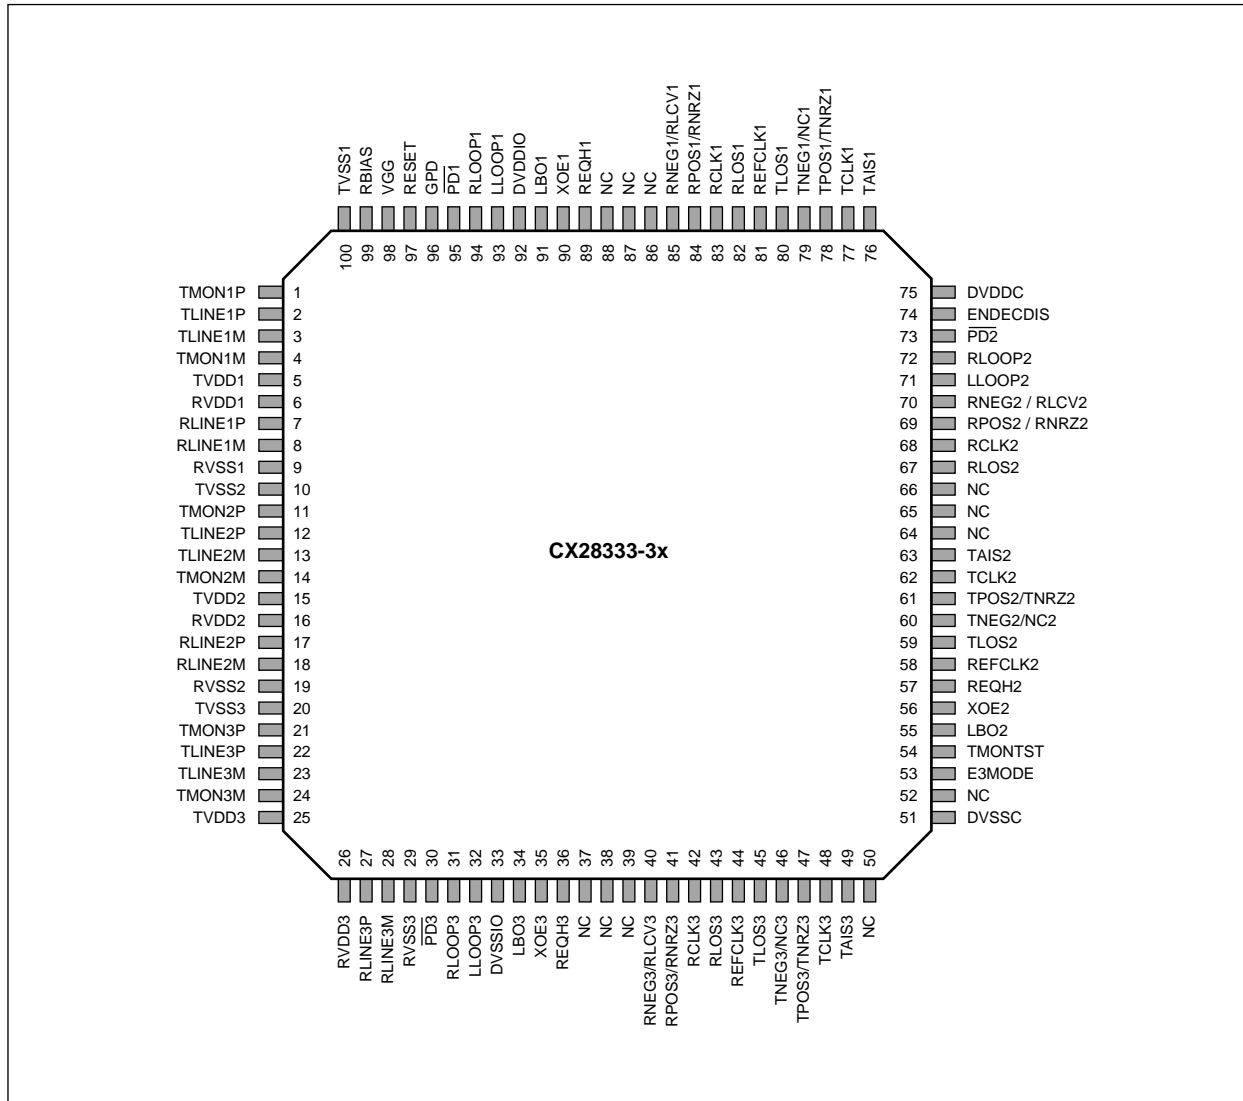 TVSS1
RBIAS
VGG
RESET
GPD
PD1
RLOOP1
LLOOP1
DVDDIO
LBO1
XOE1
REQH1
NC
NC
NC
RNEG1/RLCV1
RPOS1/RNRZ1
RCLK1
RLOS1
REFCLK1
TLOS1
TNEG1/NC1
TPOS1/TNRZ1
TCLK1
TAIS1
100
99
98
97
96
95
94
93
92
91
90
89
88
87
86
85
84
83
82
81
80
79
78
77
76
TMON1P 1
TLINE1P 2
TLINE1M 3
TMON1M 4
TVDD1 5
RVDD1 6
RLINE1P 7
RLINE1M 8
RVSS1 9
TVSS2 10
TMON2P 11
TLINE2P 12
TLINE2M 13
TMON2M 14
TVDD2 15
RVDD2 16
RLINE2P 17
RLINE2M 18
RVSS2 19
TVSS3 20
TMON3P 21
TLINE3P 22
TLINE3M 23
TMON3M 24
TVDD3 25
CX28333-3x
75 DVDDC
74 ENDECDIS
73 PD2
72 RLOOP2
71 LLOOP2
70 RNEG2 / RLCV2
69 RPOS2 / RNRZ2
68 RCLK2
67 RLOS2
66 NC
65 NC
64 NC
63 TAIS2
62 TCLK2
61 TPOS2/TNRZ2
60 TNEG2/NC2
59 TLOS2
58 REFCLK2
57 REQH2
56 XOE2
55 LBO2
54 TMONTST
53 E3MODE
52 NC
51 DVSSC
26
27
28
29
30
31
32
33
34
35
36
37
38
39
40
41
42
43
44
45
46
47
48
49
50
RVDD3
RLINE3P
RLINE3M
RVSS3
PD3
RLOOP3
LLOOP3
DVSSIO
LBO3
XOE3
REQH3
NC
NC
NC
RNEG3/RLCV3
RPOS3/RNRZ3
RCLK3
RLOS3
REFCLK3
TLOS3
TNEG3/NC3
TPOS3/TNRZ3
TCLK3
TAIS3
NC